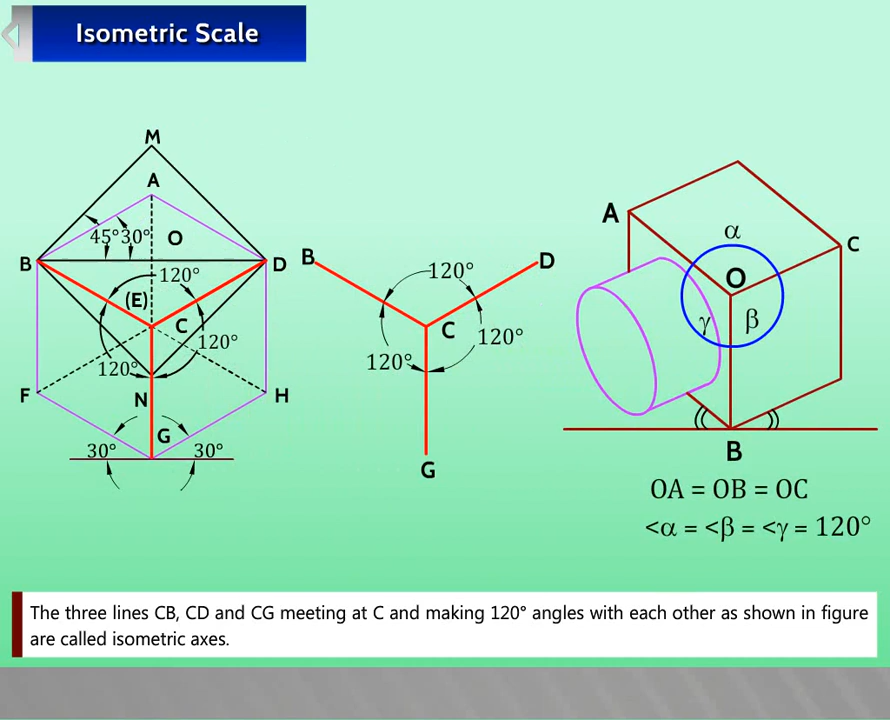 Isometric Scale
M
A
45° 30° O
B D
120°
(E)
C
120°
120°
F H
N
G
30° 30°
B D
120°
C
120°
120°
G
A
α
C
O
γ β
B
OA = OB = OC
<α = <β = <γ = 120°
The three lines CB, CD and CG meeting at C and making 120° angles with each other as shown in figure
are called isometric axes.